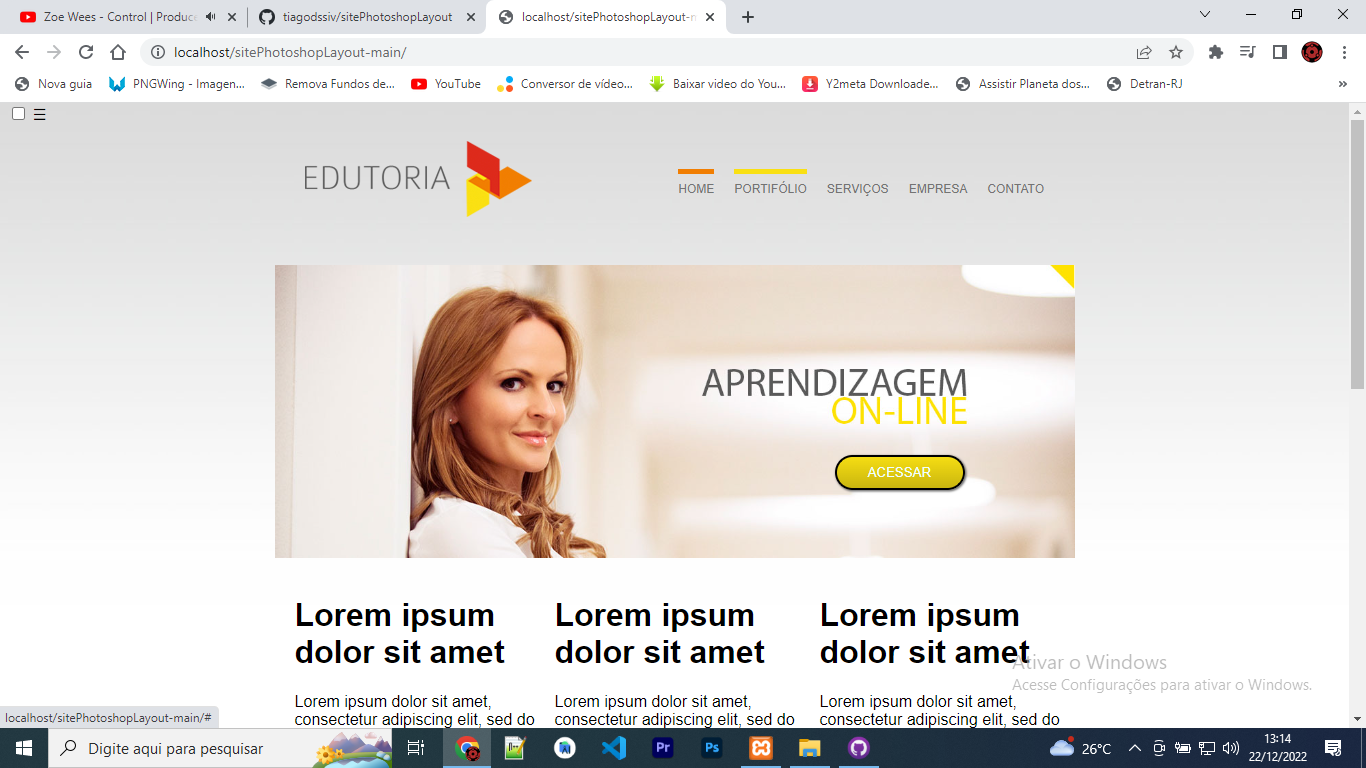 Zoe Wees - Control | Produce
tiagodssiv/sitePhotoshopLayout
localhost/sitePhotoshopLayout-m
localhost/sitePhotoshopLayout-main/
Nova guia
PNGWing - Imagen...
Remova Fundos de...
YouTube
Conversor de vídeo...
Baixar video do You...
Y2meta Downloade...
Assistir Planeta dos...
Detran-RJ
»
☰
EDUTORIA
HOME PORTIFÓLIO SERVIÇOS EMPRESA CONTATO
APRENDIZAGEM
ON-LINE
ACESSAR
Lorem ipsum
dolor sit amet
Lorem ipsum dolor sit amet,
consectetur adipiscing elit, sed do
Lorem ipsum
dolor sit amet
Lorem ipsum dolor sit amet,
consectetur adipiscing elit, sed do
Lorem ipsum
dolor sit amet
Lorem ipsum dolor sit amet,
consectetur adipiscing elit, sed do
Ativar o Windows
Acesse Configurações para ativar o Windows.
localhost/sitePhotoshopLayout-main/#
Digite aqui para pesquisar
Pr
Ps
26°C
13:14
22/12/2022